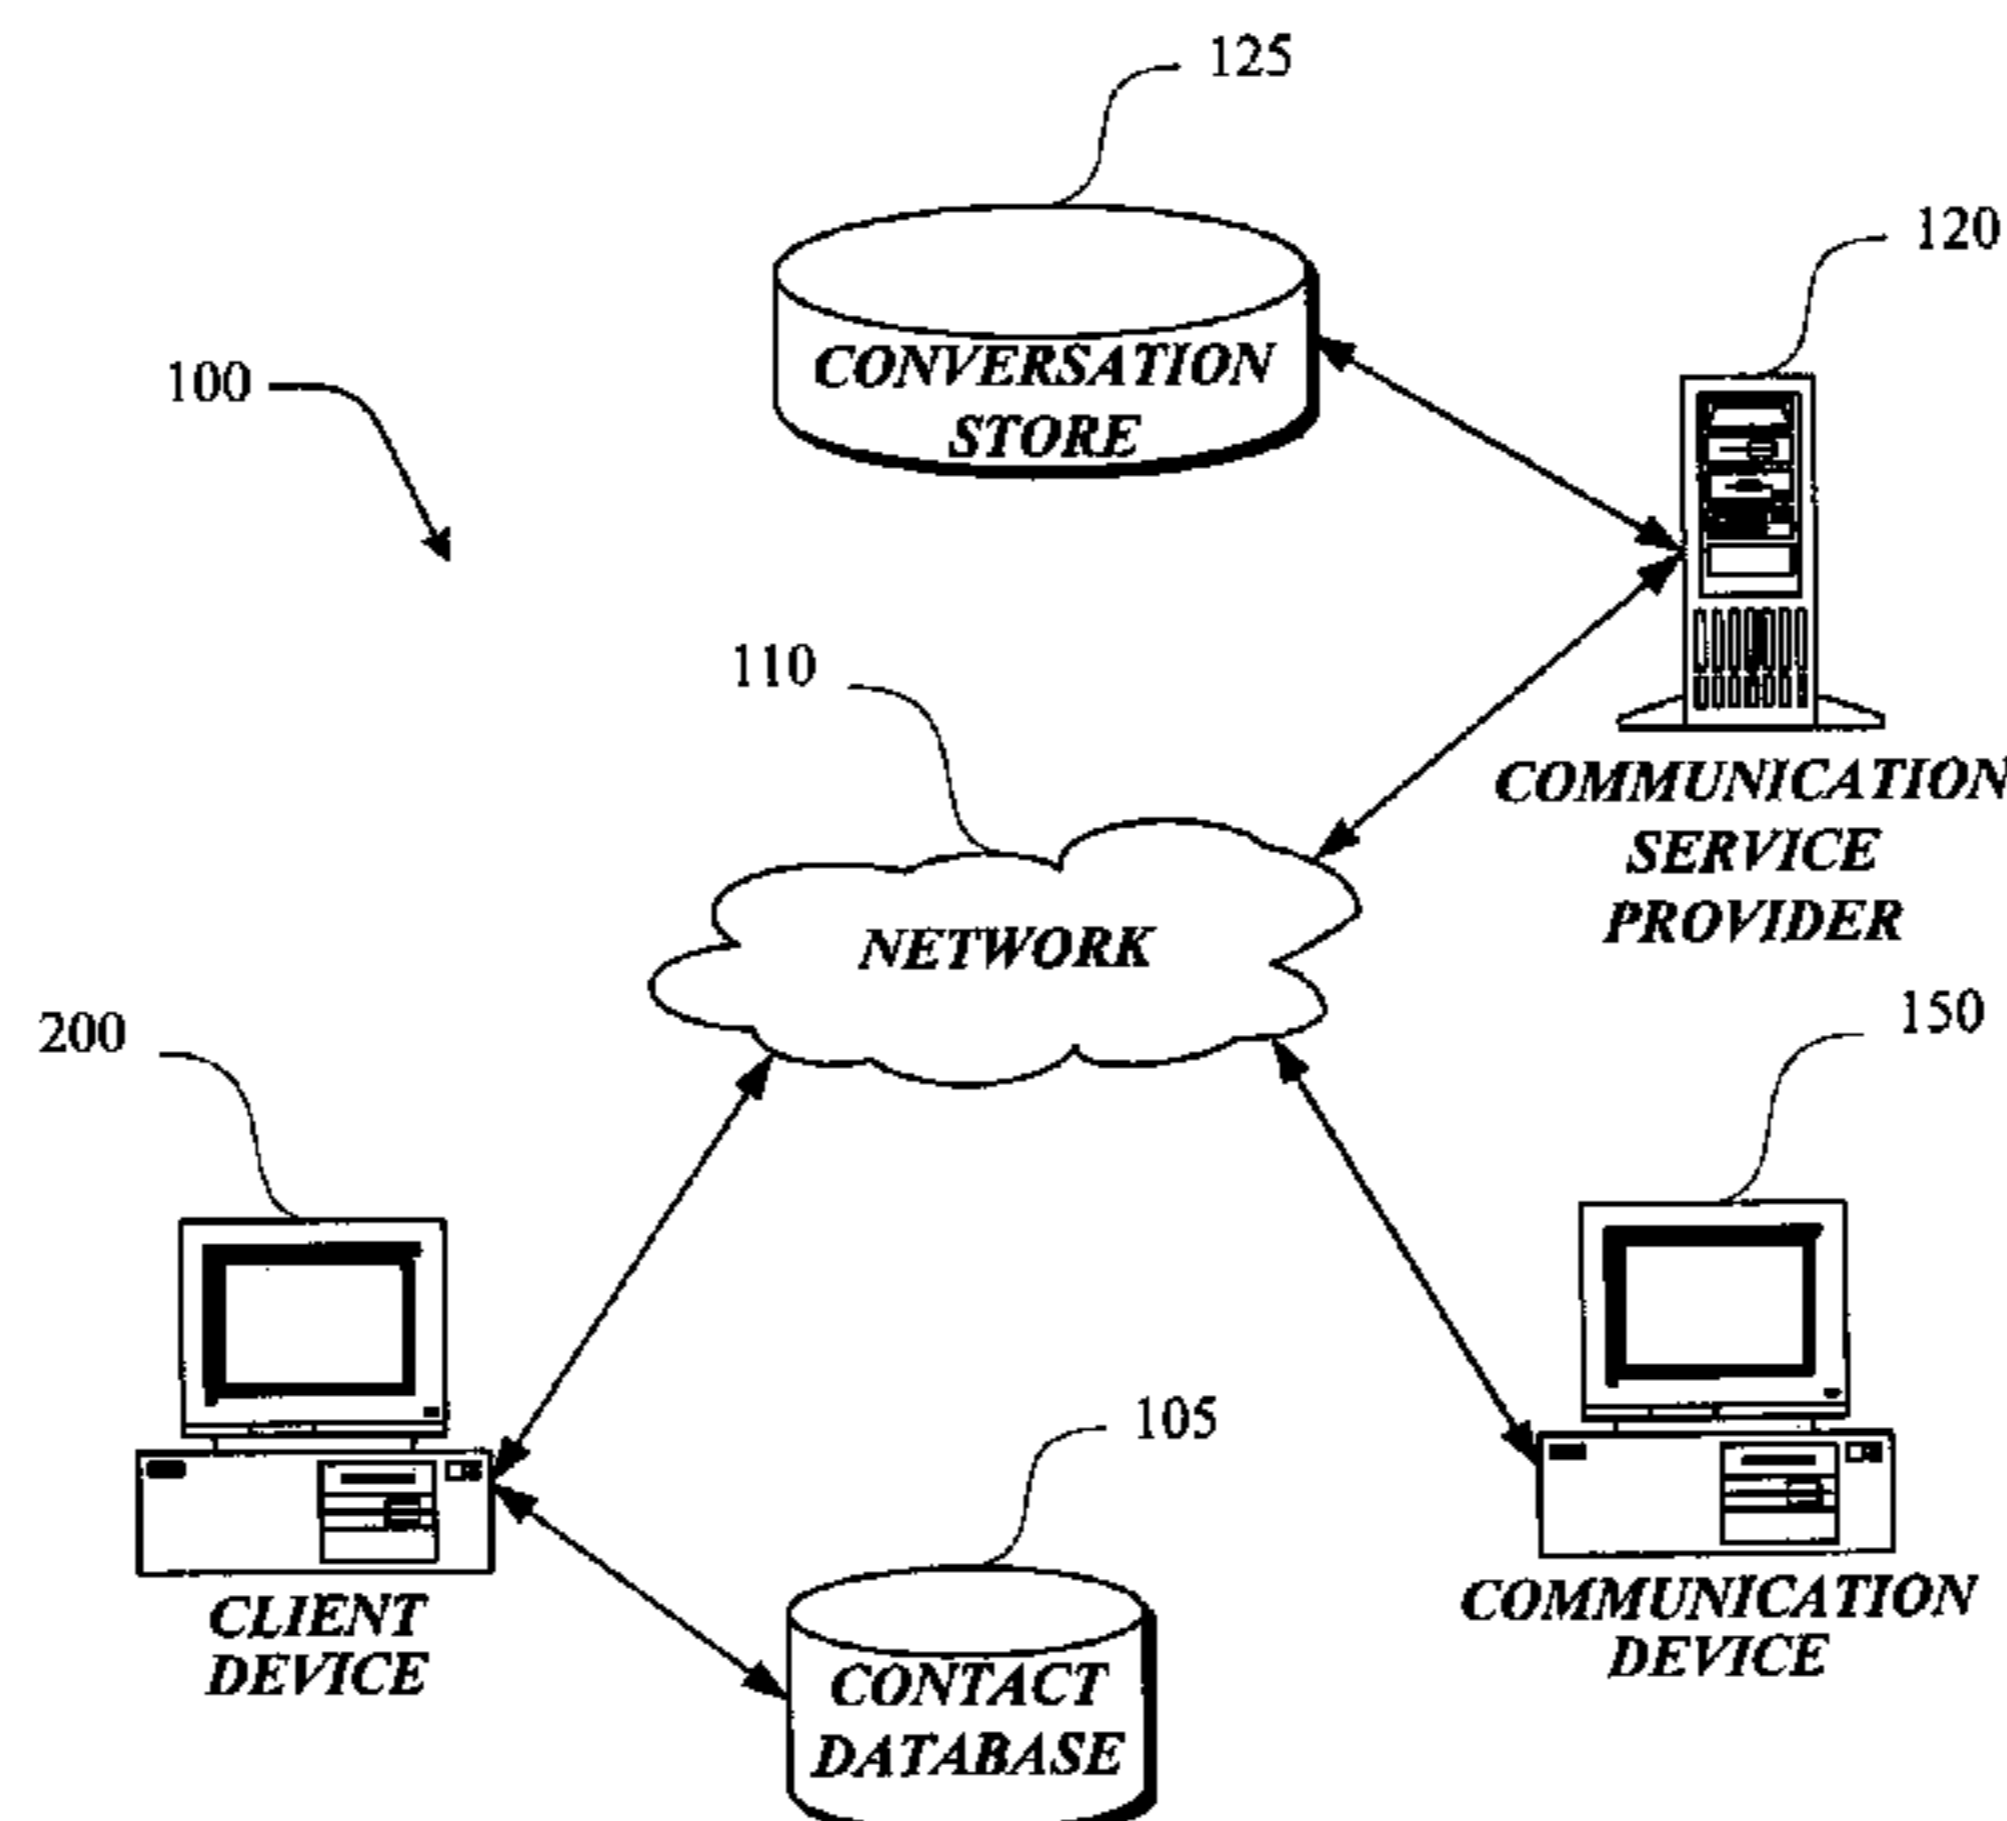 125
120
CONVERSATION
STORE
100
110
COMMUNICATION
SERVICE
PROVIDER
NETWORK
200
150
105
CLIENT
DEVICE
COMMUNICATION
DEVICE
CONTACT
DATABASE